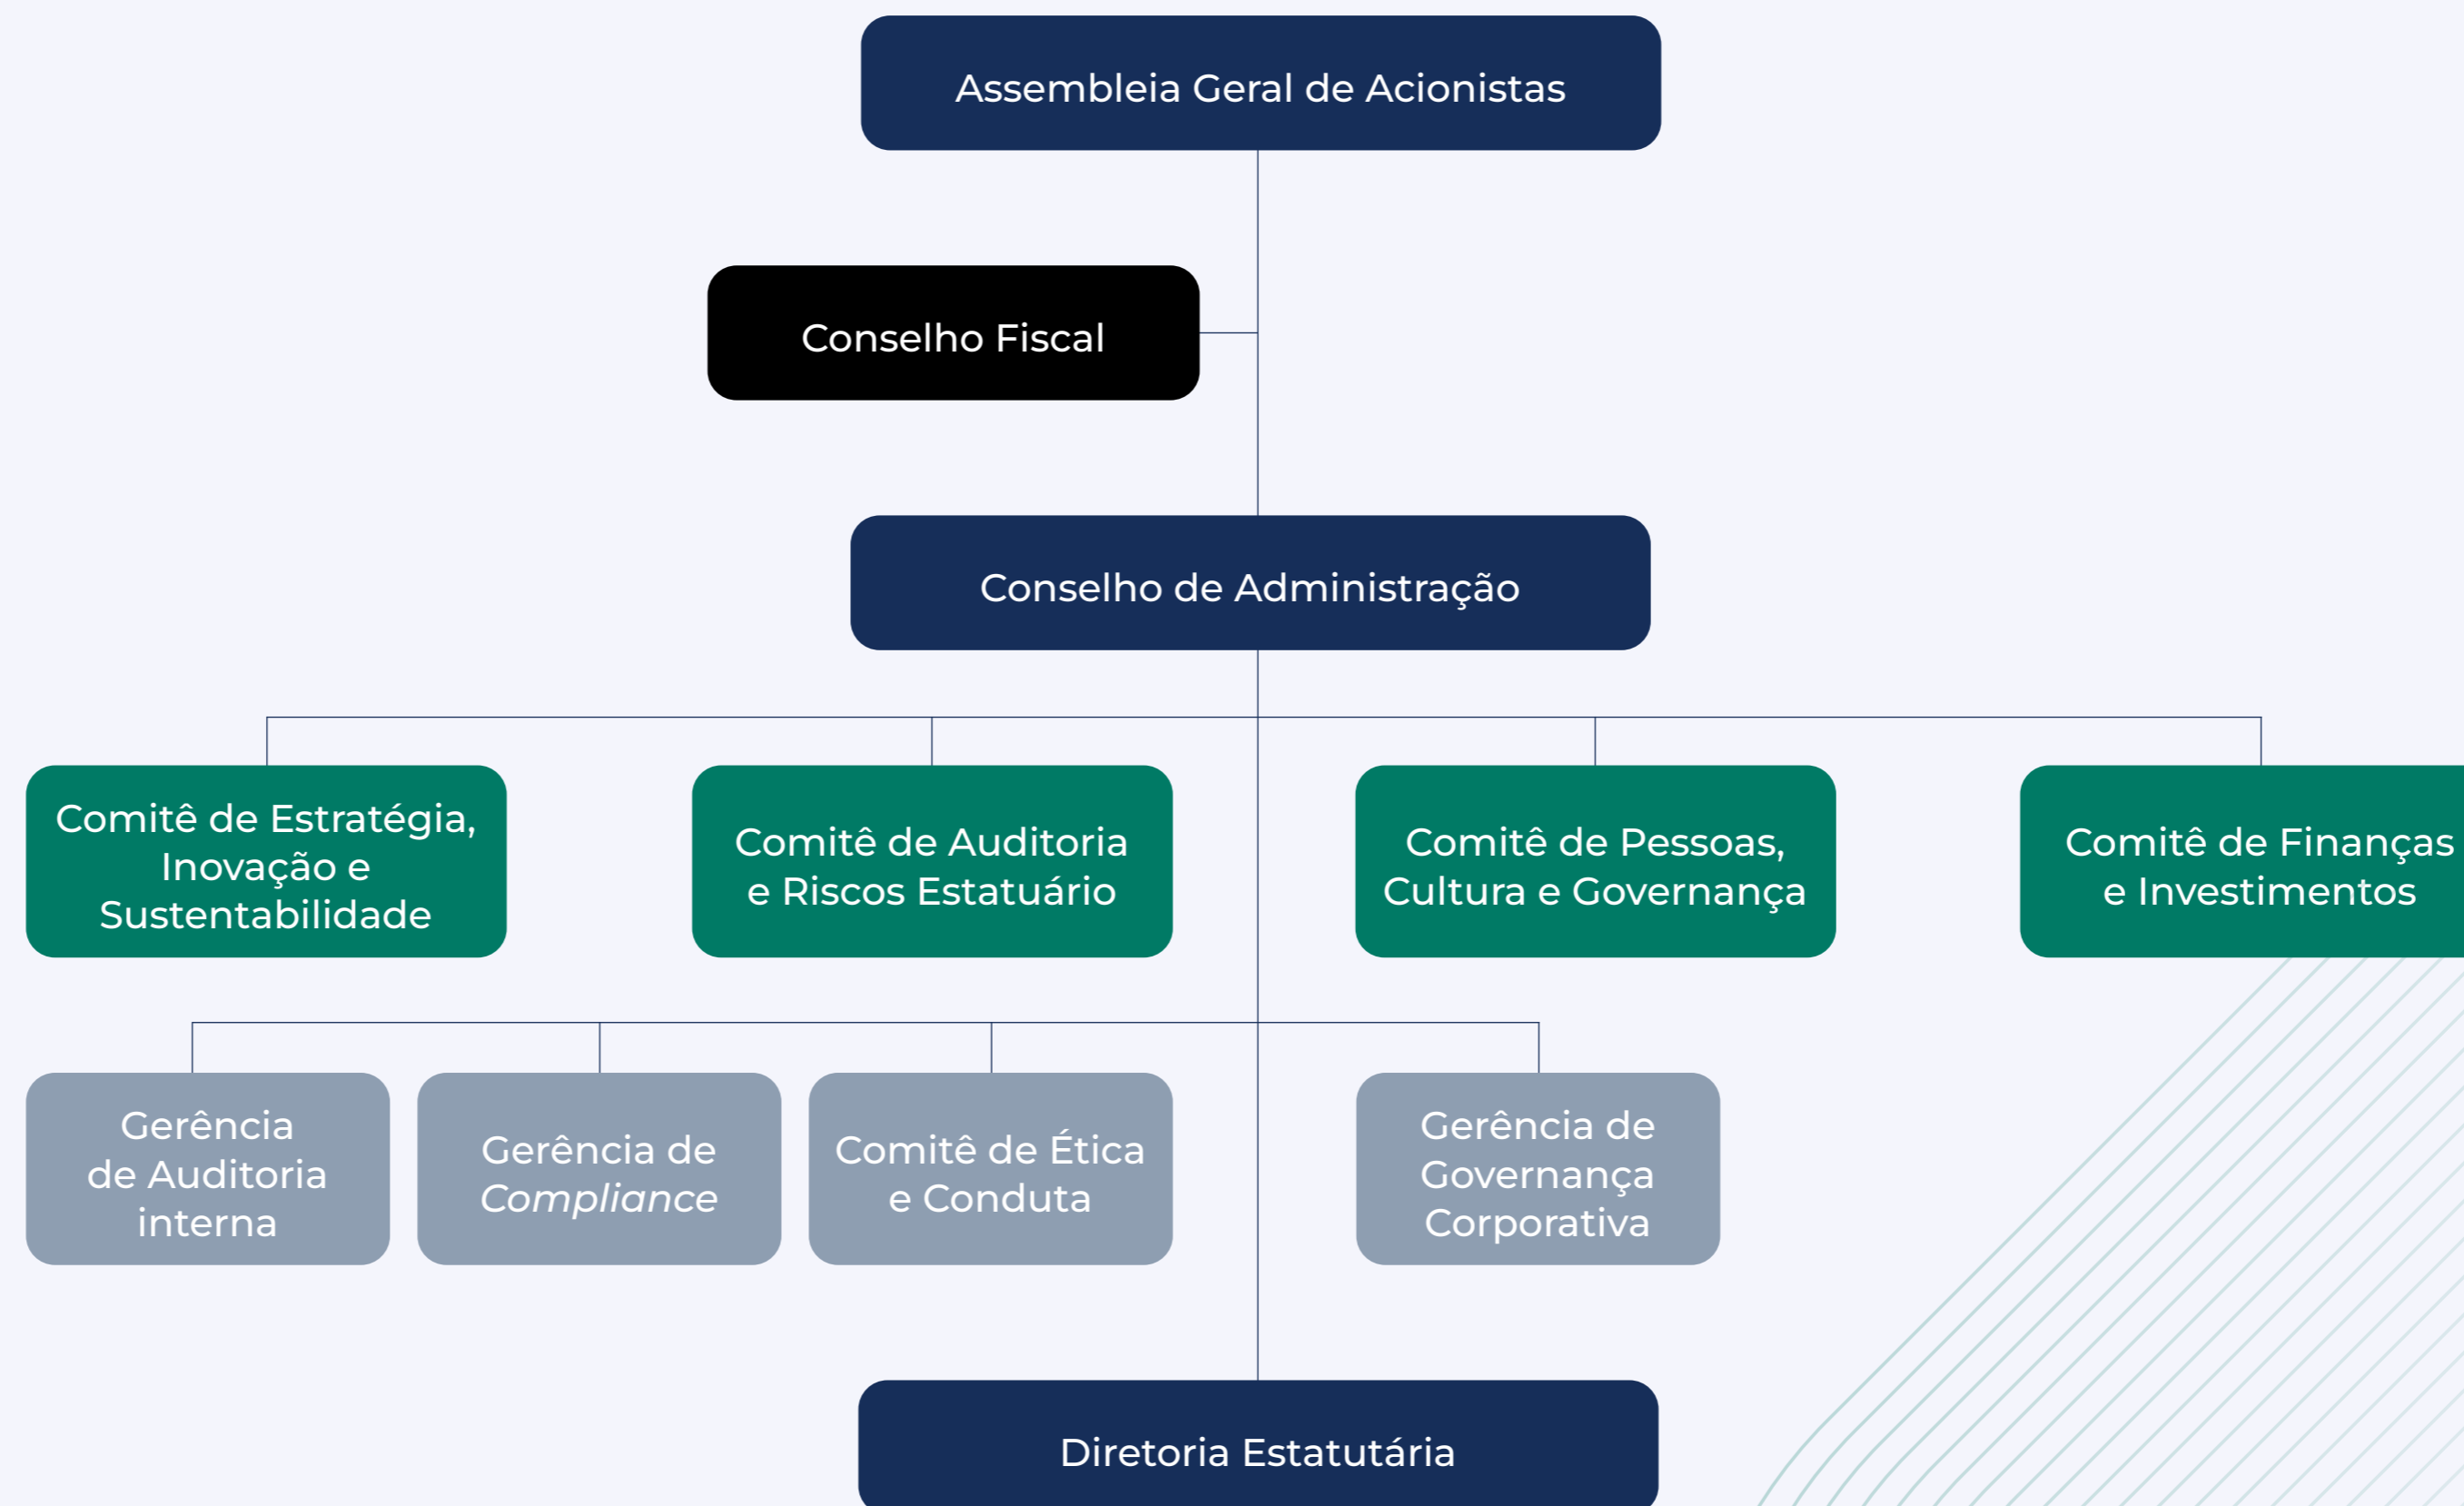 Assembleia Geral de Acionistas
Conselho Fiscal
Conselho de Administração
Comitê de Estratégia,
Inovação e
Sustentabilidade
Comitê de Auditoria
e Riscos Estatuário
Comitê de Pessoas,
Cultura e Governança
Comitê de Finanças
e Investimentos
Gerência
de Auditoria
interna
Gerência de
Compliance
Comitê de Ética
e Conduta
Gerência de
Governança
Corporativa
Diretoria Estatutária